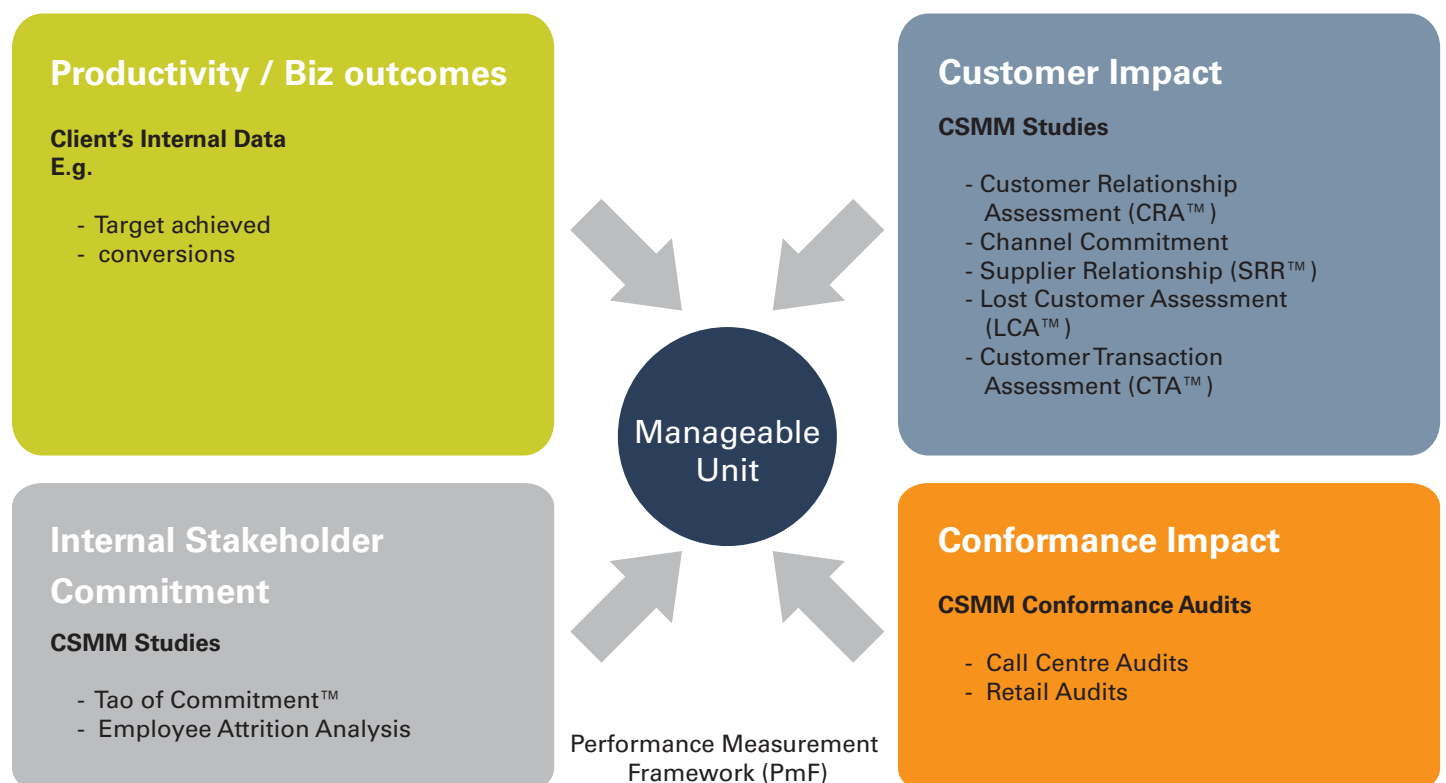 Productivity / Biz outcomes
Client's Internal Data
E.g.
- Target achieved
- conversions
Customer Impact
CSMM Studies
- Customer Relationship
Assessment (CRA™)
- Channel Commitment
- Supplier Relationship (SRR™)
- Lost Customer Assessment
(LCA™)
- Customer Transaction
Assessment (CTA™)
Manageable
Unit
Internal Stakeholder
Commitment
CSMM Studies
- Tao of Commitment™
- Employee Attrition Analysis
Conformance Impact
CSMM Conformance Audits
- Call Centre Audits
- Retail Audits
Performance Measurement
Framework (PmF)